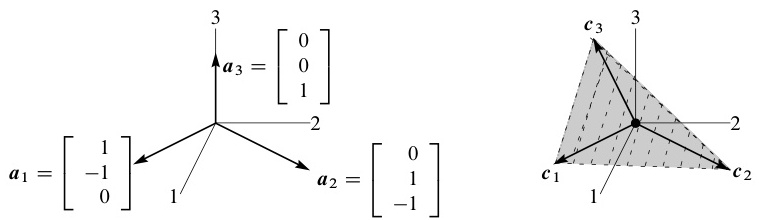 3
a₃ = [ 0 0 1 ]
2
a₁ = [ 1 −1 0 ]
1
a₂ = [ 0 1 −1 ]
c₃
3
2
c₁
c₂
1